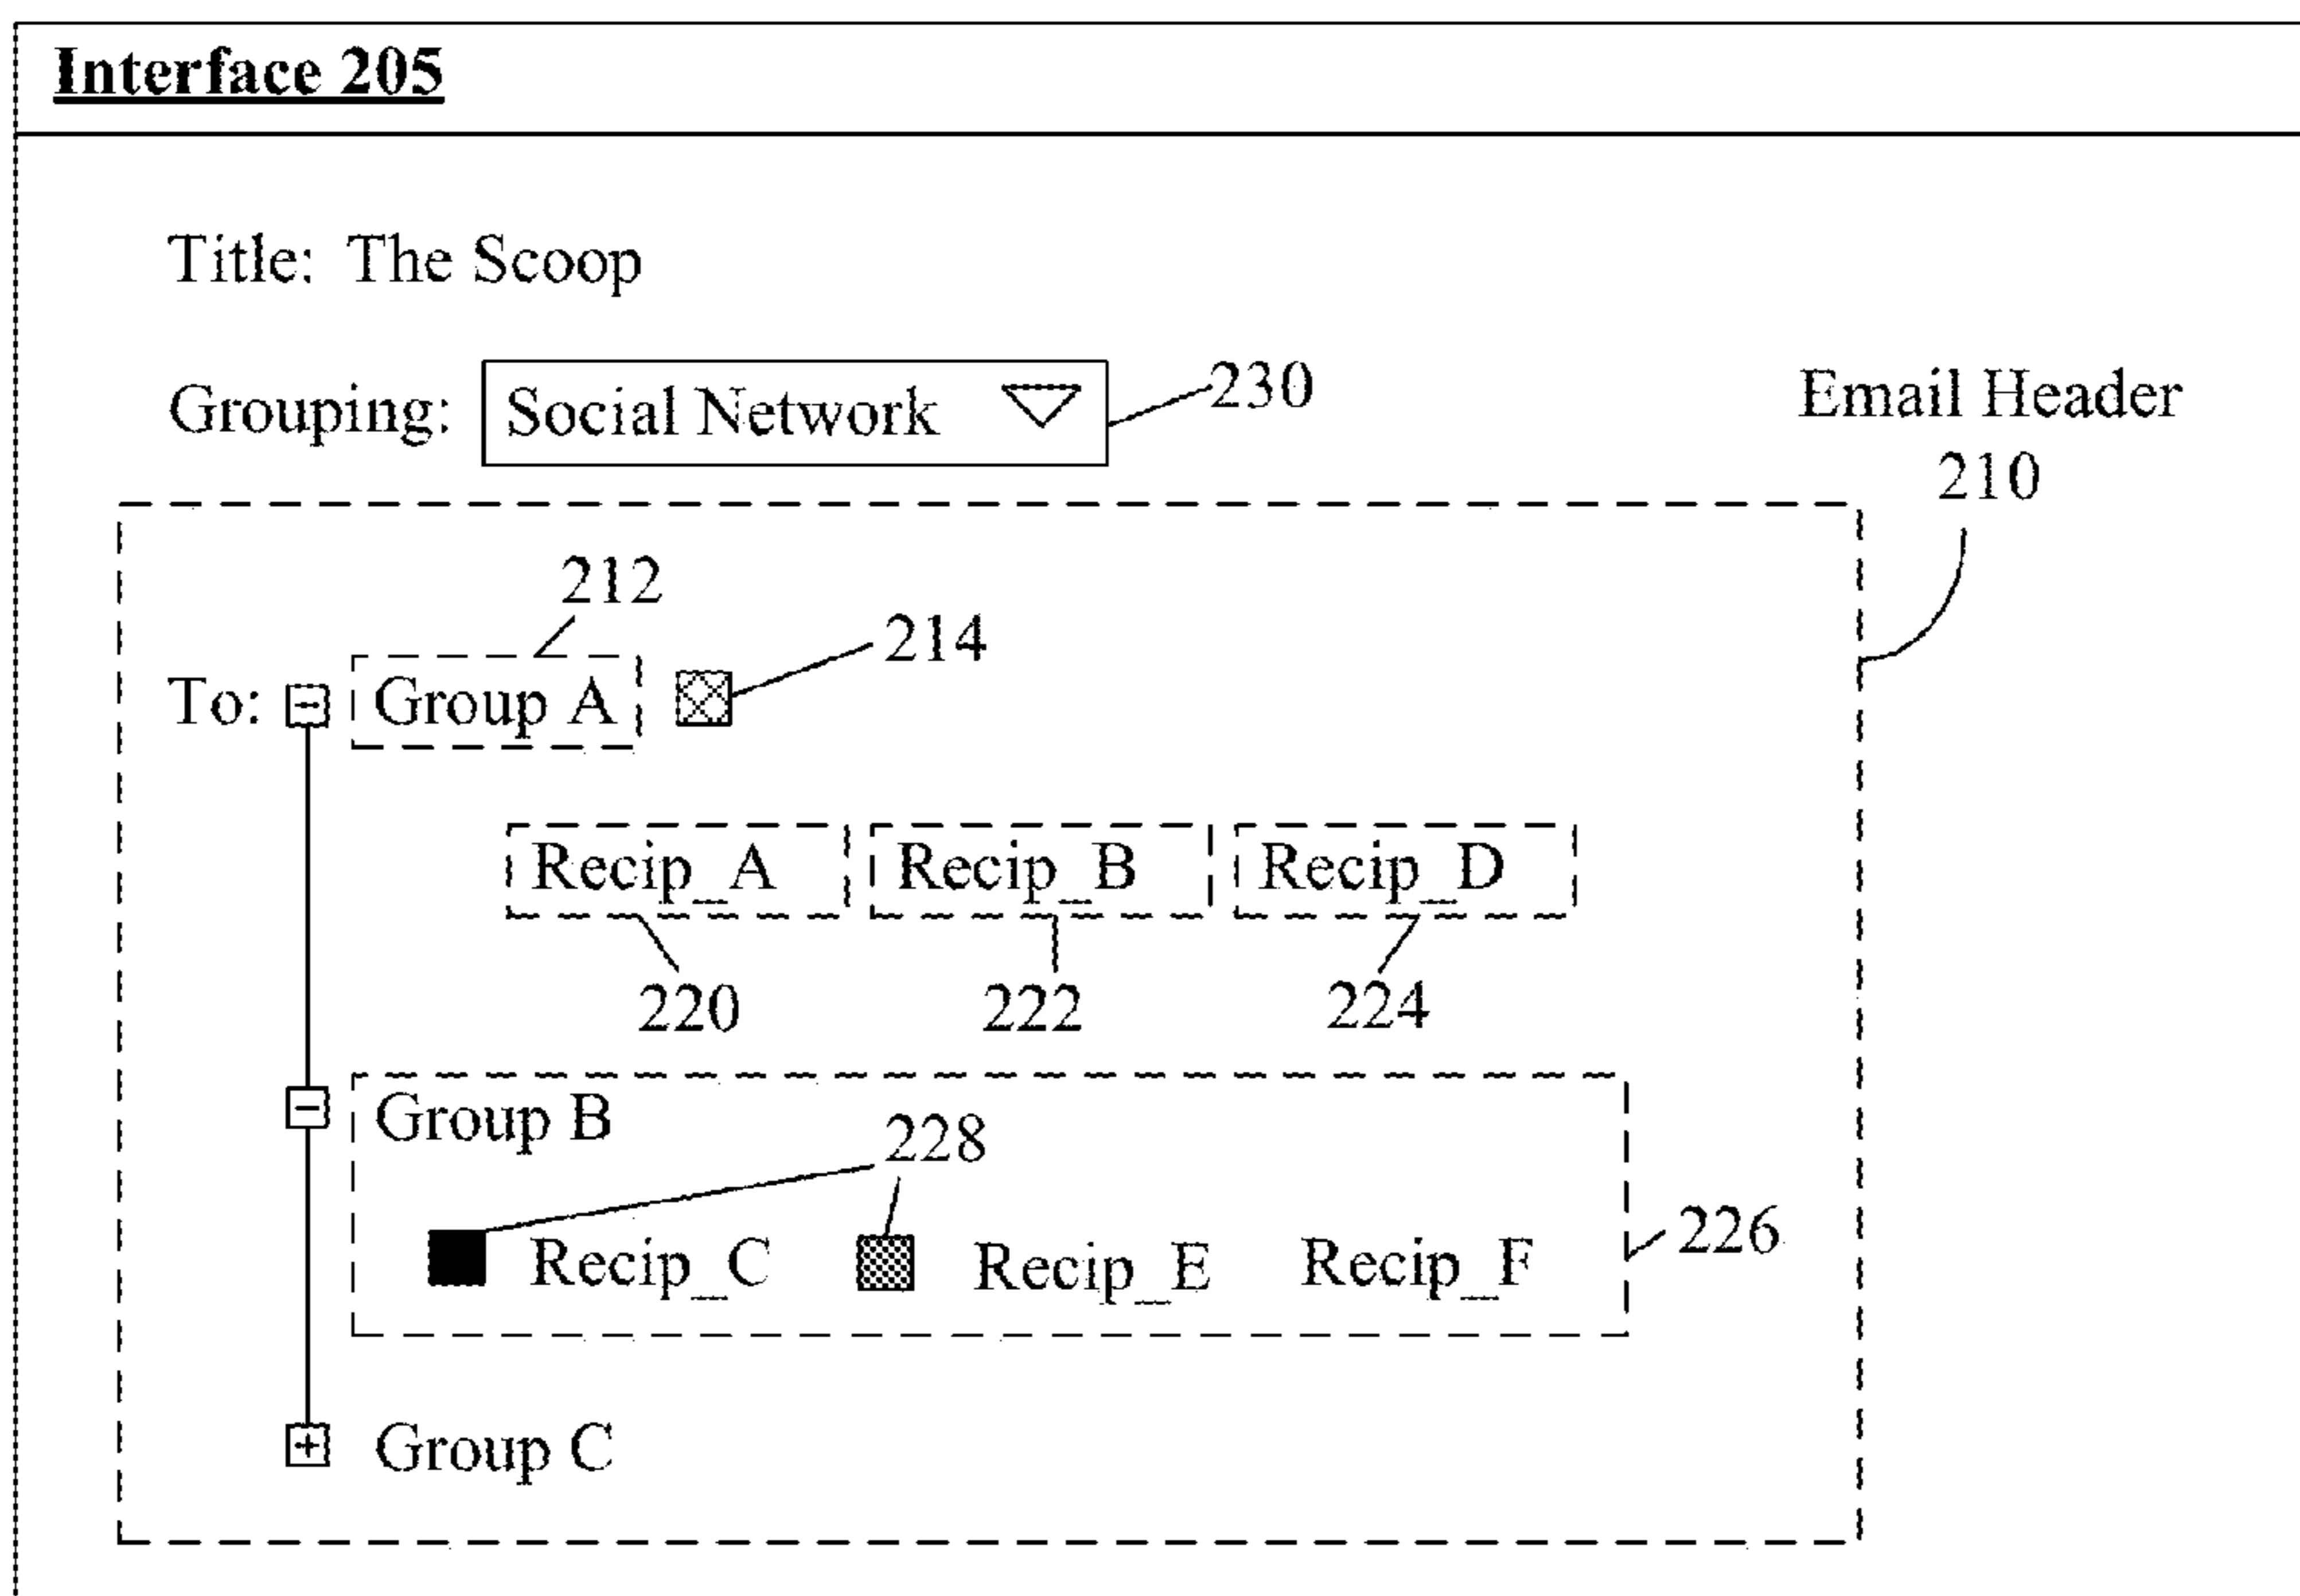 Interface 205
Title: The Scoop
Grouping: Social Network 230
Email Header
210
212
214
To: Group A
Recip_A Recip_B Recip_D
220 222 224
Group B
228
Recip_C Recip_E Recip_F
226
Group C